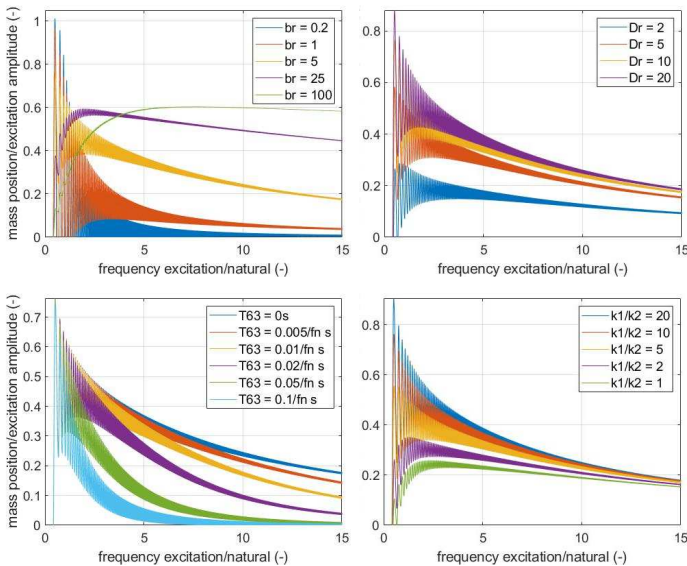 mass position/excitation amplitude (-)
1
0.8
0.6
0.4
0.2
0
0
5
10
15
frequency excitation/natural (-)
br = 0.2
br = 1
br = 5
br = 25
br = 100
0.8
0.6
0.4
0.2
0
0
5
10
15
frequency excitation/natural (-)
Dr = 2
Dr = 5
Dr = 10
Dr = 20
mass position/excitation amplitude (-)
0.7
0.6
0.5
0.4
0.3
0.2
0.1
0
0
5
10
15
frequency excitation/natural (-)
T63 = 0s
T63 = 0.005/fn s
T63 = 0.01/fn s
T63 = 0.02/fn s
T63 = 0.05/fn s
T63 = 0.1/fn s
0.8
0.6
0.4
0.2
0
0
5
10
15
frequency excitation/natural (-)
k1/k2 = 20
k1/k2 = 10
k1/k2 = 5
k1/k2 = 2
k1/k2 = 1